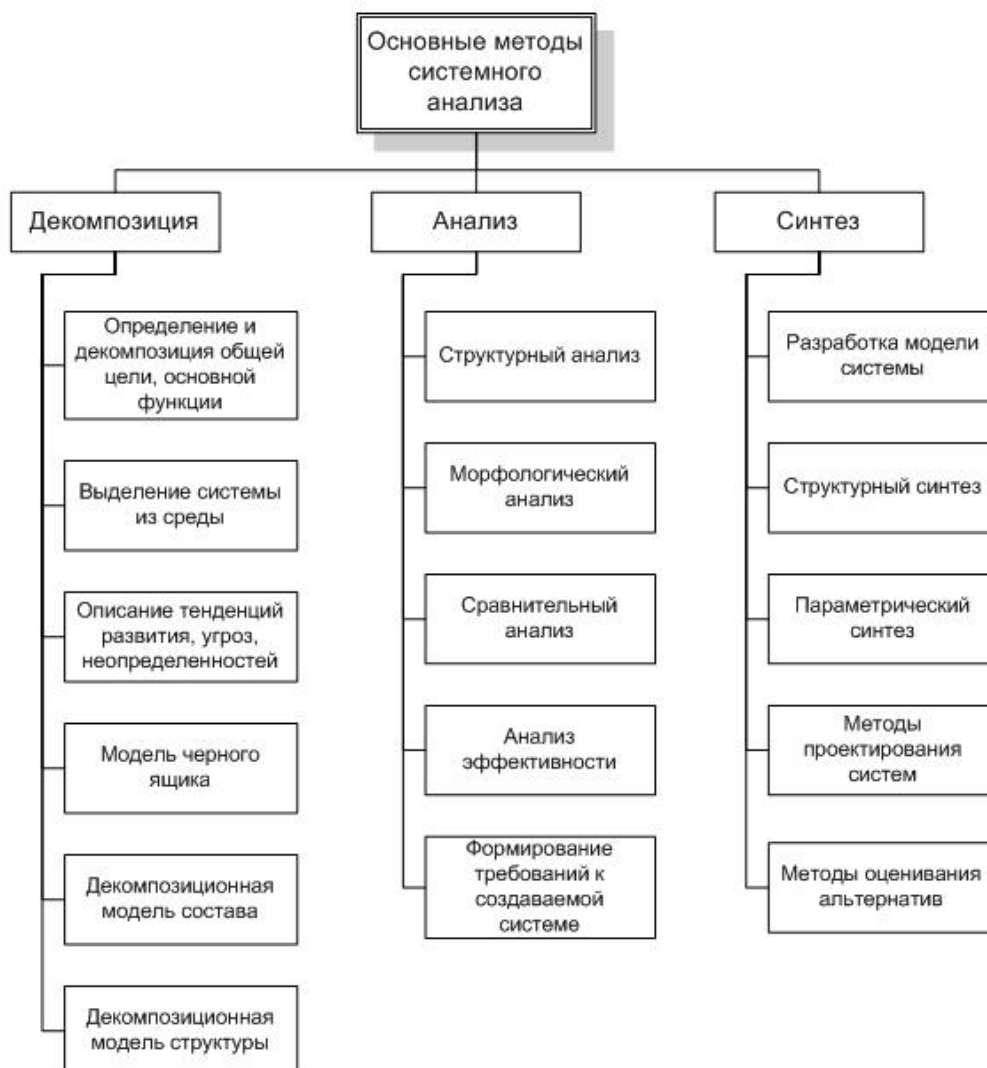 Основные методы
системного
анализа
Декомпозиция
Определение и
декомпозиция общей
цели, основной
функции
Выделение системы
из среды
Описание тенденций
развития, угроз,
неопределенностей
Модель черного
ящика
Декомпозиционная
модель состава
Декомпозиционная
модель структуры
Анализ
Структурный анализ
Морфологический
анализ
Сравнительный
анализ
Анализ
эффективности
Формирование
требований к
создаваемой
системе
Синтез
Разработка модели
системы
Структурный синтез
Параметрический
синтез
Методы
проектирования
систем
Методы оценивания
альтернатив